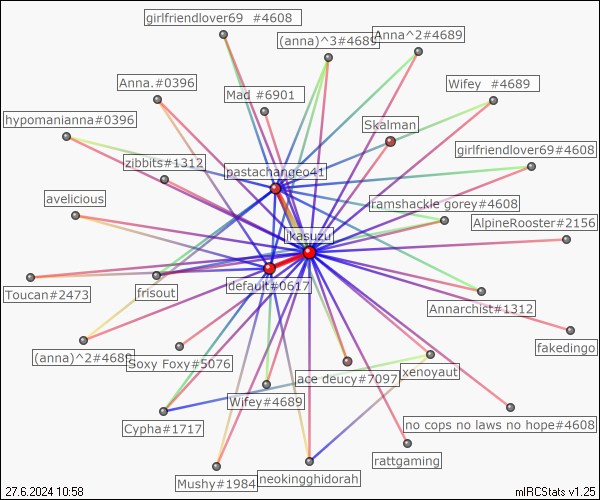 girlfriendlover69 #4608
(anna)^3#4689
Anna^2#4689
Anna.#0396
Mad #6901
Wifey #4689
hypomanianna#0396
Skalman
zibbits#1312
girlfriendlover69#4608
pastachangeo41
avelicious
ramshackle gorey#4608
AlpineRooster#2156
ikasuzu
Toucan#2473
frisout
default#0617
Annarchist#1312
(anna)^2#4689
Soxy Foxy#5076
fakedingo
ace deucy#7097
xenoyaut
Wifey#4689
Cypha#1717
no cops no laws no hope#4608
rattgaming
Mushy#1984
neokingghidorah
27.6.2024 10:58
mIRCStats v1.25